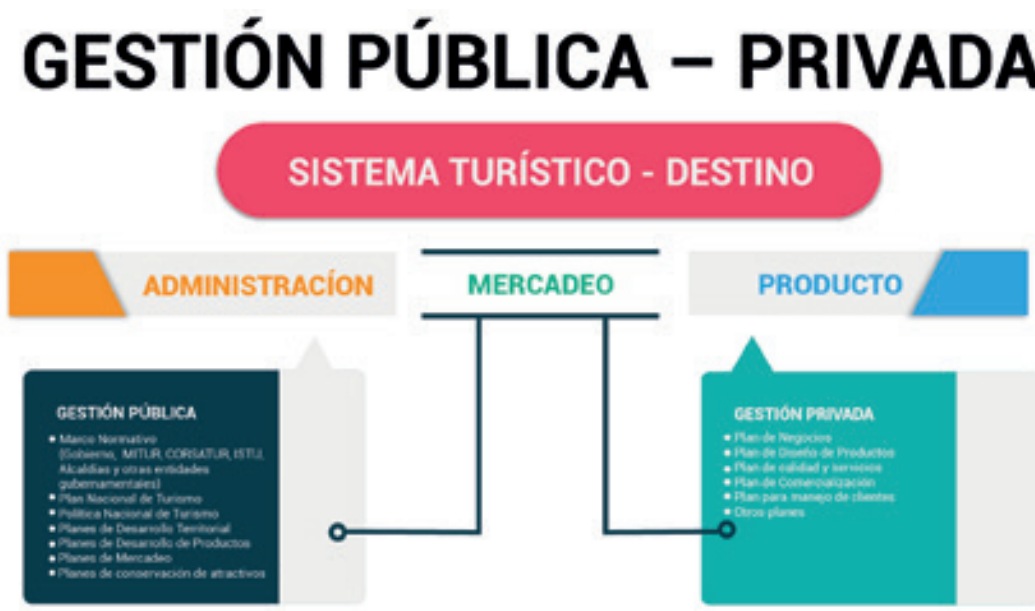 GESTIÓN PÚBLICA – PRIVADA
SISTEMA TURÍSTICO - DESTINO
ADMINISTRACÍON
MERCADEO
PRODUCTO
GESTIÓN PÚBLICA
• Marco Normativo
(Gobierno, MITUR, CORSATUR, ISTU,
Alcaldías y otras entidades
gubernamentales)
• Plan Nacional de Turismo
• Política Nacional de Turismo
• Planes de Desarrollo Territorial
• Planes de Desarrollo de Productos
• Planes de Mercadeo
• Planes de conservación de atractivos
GESTIÓN PRIVADA
• Plan de Negocios
• Plan de Diseño de Productos
• Plan de calidad y servicios
• Plan de Comercialización
• Plan para manejo de clientes
• Otros planes